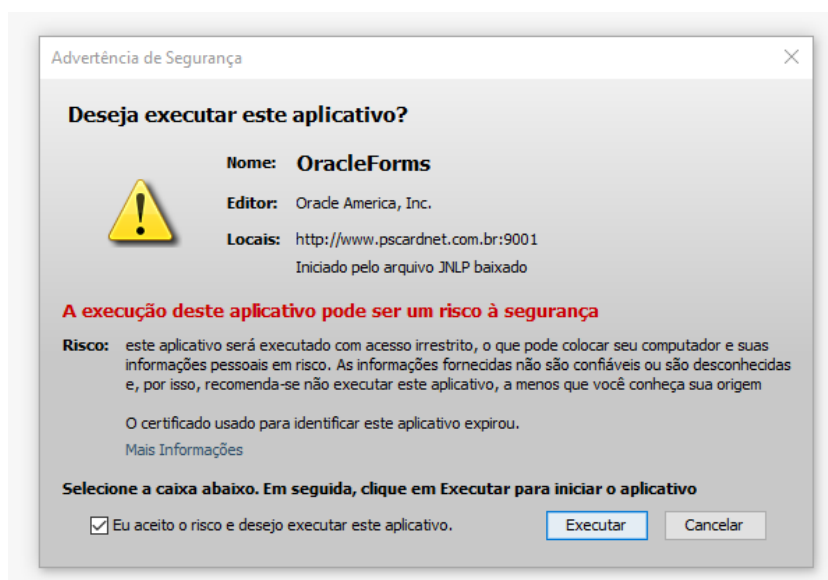 Advertência de Segurança
Deseja executar este aplicativo?
Nome: OracleForms
Editor: Oracle America, Inc.
Locais: http://www.pscardnet.com.br:9001
Iniciado pelo arquivo JNLP baixado
A execução deste aplicativo pode ser um risco à segurança
Risco: este aplicativo será executado com acesso irrestrito, o que pode colocar seu computador e suas
informações pessoais em risco. As informações fornecidas não são confiáveis ou são desconhecidas
e, por isso, recomenda-se não executar este aplicativo, a menos que você conheça sua origem
O certificado usado para identificar este aplicativo expirou.
Mais Informações
Selecione a caixa abaixo. Em seguida, clique em Executar para iniciar o aplicativo
Eu aceito o risco e desejo executar este aplicativo. Executar Cancelar